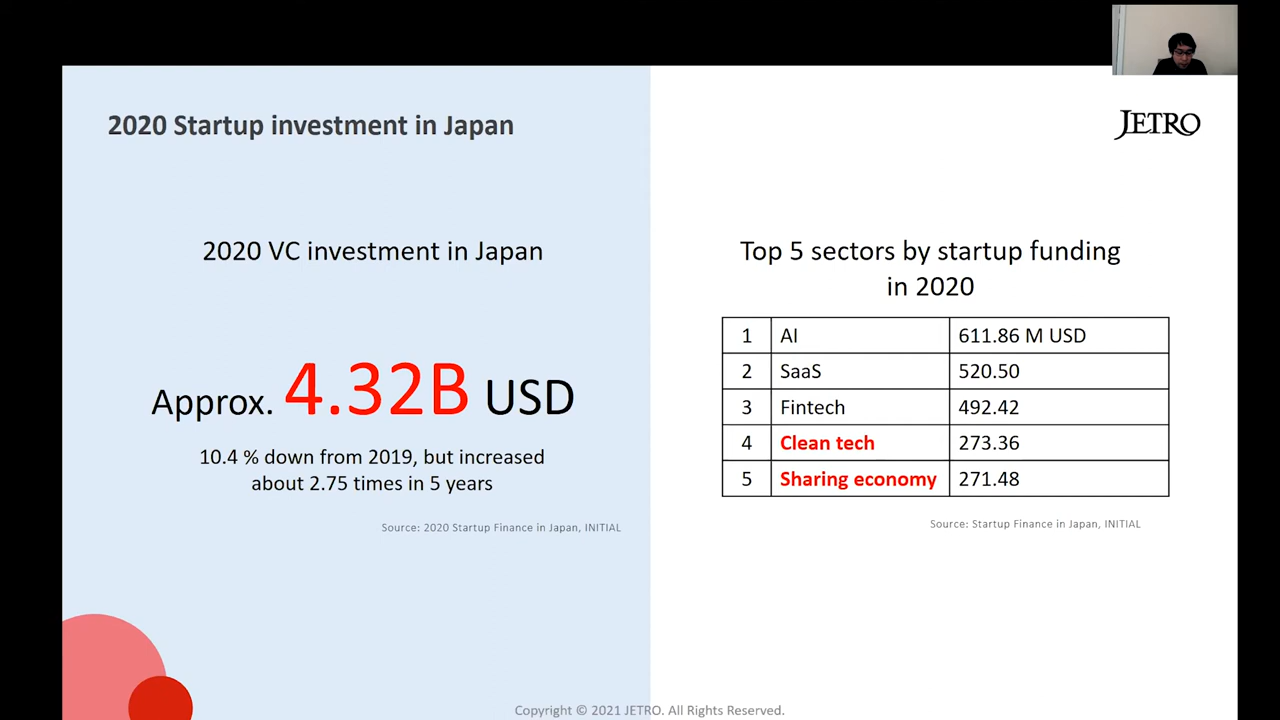 2020 Startup investment in Japan
JETRO
2020 VC investment in Japan
Approx. 4.32B USD
10.4 % down from 2019, but increased
about 2.75 times in 5 years
Source: 2020 Startup Finance in Japan, INITIAL
Top 5 sectors by startup funding
in 2020
1 AI 611.86 M USD
2 SaaS 520.50
3 Fintech 492.42
4 Clean tech 273.36
5 Sharing economy 271.48
Source: Startup Finance in Japan, INITIAL
Copyright © 2021 JETRO. All Rights Reserved.